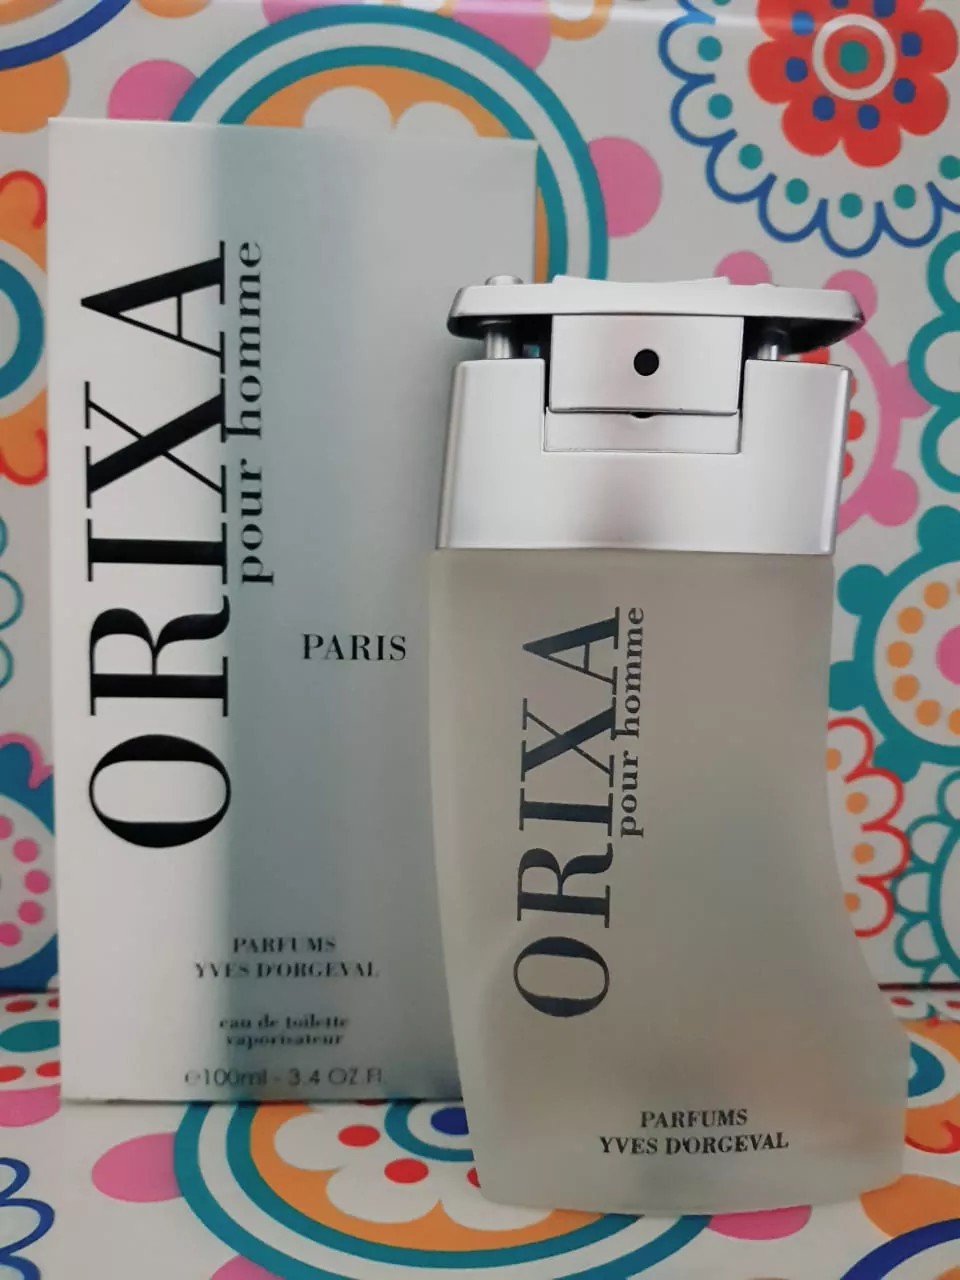 ORIXA
pour homme
PARIS
PARFUMS
YVES D'ORGEVAL
eau de toilette
vaporisateur
e100ml - 3.4 OZ.Fl.
ORIXA
pour homme
PARFUMS
YVES D'ORGEVAL